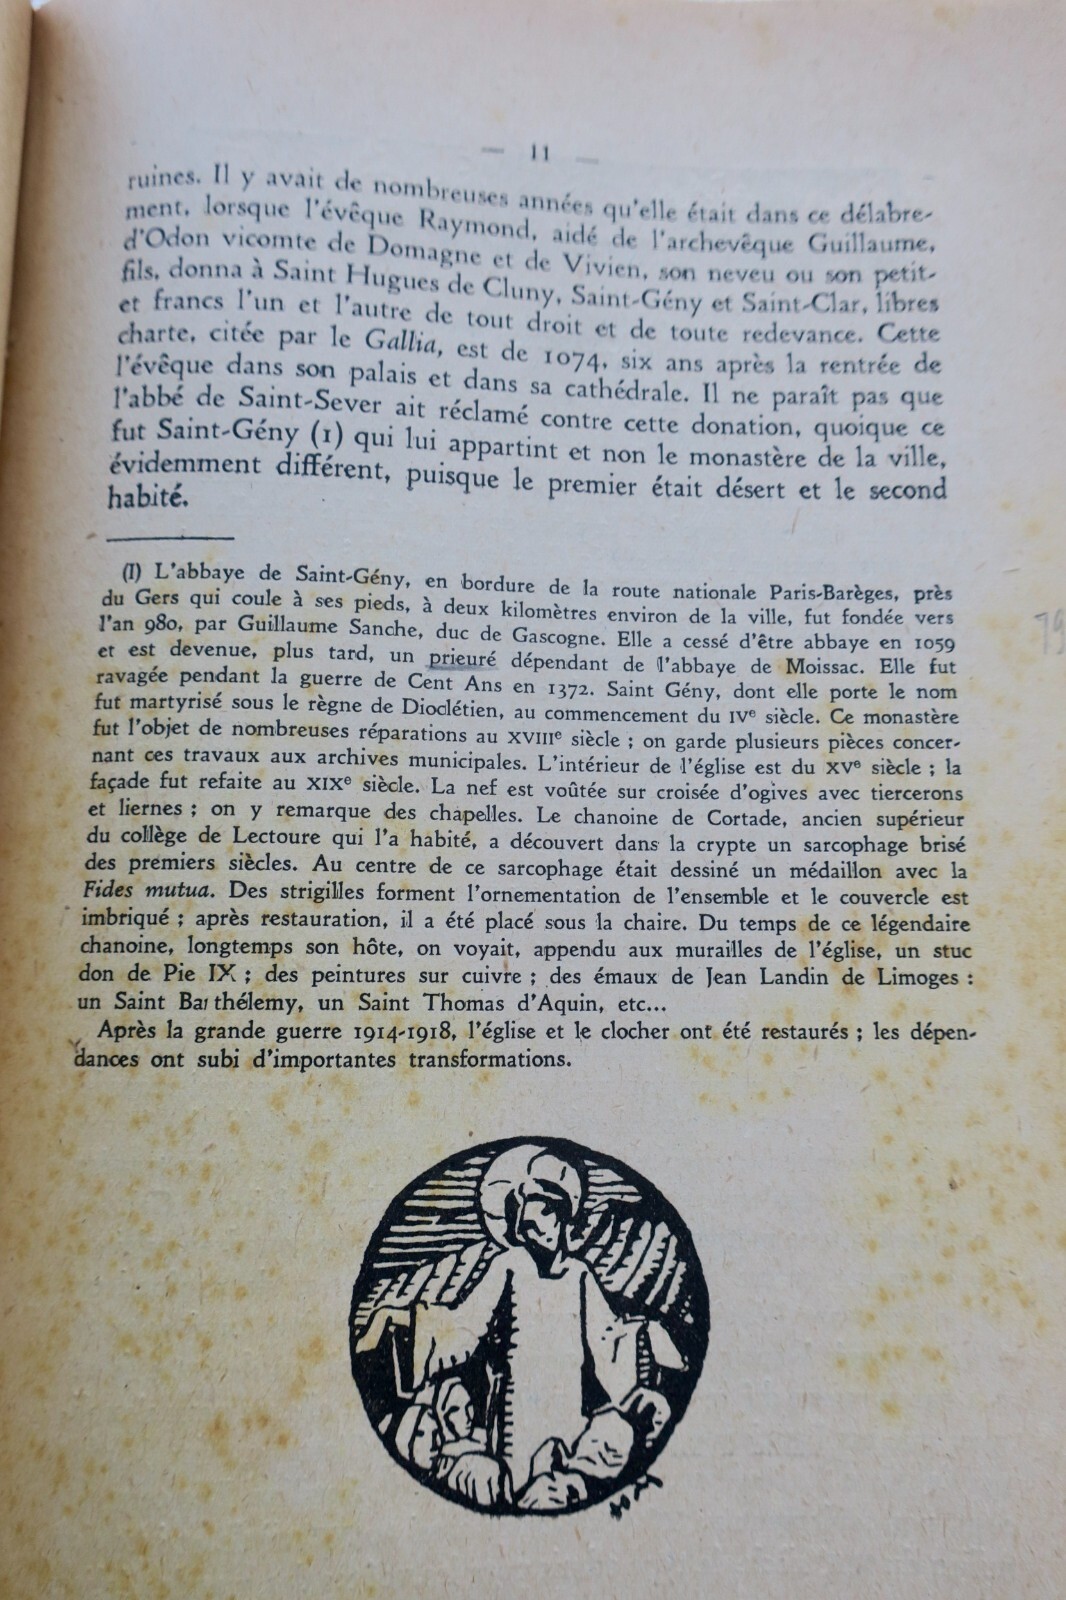 — 11 —
ruines. Il y avait de nombreuses années qu'elle était dans ce délabre-
ment, lorsque l'évêque Raymond, aidé de l'archevêque Guillaume,
d'Odon vicomte de Domagne et de Vivien, son neveu ou son petit-
fils, donna à Saint Hugues de Cluny, Saint-Gény et Saint-Clar, libres
et francs l'un et l'autre de tout droit et de toute redevance. Cette
charte, citée par le Gallia, est de 1074, six ans après la rentrée de
l'évêque dans son palais et dans sa cathédrale. Il ne paraît pas que
l'abbé de Saint-Sever ait réclamé contre cette donation, quoique ce
fut Saint-Gény (1) qui lui appartint et non le monastère de la ville,
évidemment différent, puisque le premier était désert et le second
habité.
(I) L'abbaye de Saint-Gény, en bordure de la route nationale Paris-Barèges, près
du Gers qui coule à ses pieds, à deux kilomètres environ de la ville, fut fondée vers
l'an 980, par Guillaume Sanche, duc de Gascogne. Elle a cessé d'être abbaye en 1059
et est devenue, plus tard, un prieuré dépendant de l'abbaye de Moissac. Elle fut
ravagée pendant la guerre de Cent Ans en 1372. Saint Gény, dont elle porte le nom
fut martyrisé sous le règne de Dioclétien, au commencement du IVe siècle. Ce monastère
fut l'objet de nombreuses réparations au XVIIIe siècle ; on garde plusieurs pièces concer-
nant ces travaux aux archives municipales. L'intérieur de l'église est du XVe siècle ; la
façade fut refaite au XIXe siècle. La nef est voûtée sur croisée d'ogives avec tiercerons
et liernes ; on y remarque des chapelles. Le chanoine de Cortade, ancien supérieur
du collège de Lectoure qui l'a habité, a découvert dans la crypte un sarcophage brisé
des premiers siècles. Au centre de ce sarcophage était dessiné un médaillon avec la
Fides mutua. Des strigilles forment l'ornementation de l'ensemble et le couvercle est
imbriqué ; après restauration, il a été placé sous la chaire. Du temps de ce légendaire
chanoine, longtemps son hôte, on voyait, appendu aux murailles de l'église, un stuc
don de Pie IX ; des peintures sur cuivre ; des émaux de Jean Landin de Limoges :
un Saint Barthélemy, un Saint Thomas d'Aquin, etc...
Après la grande guerre 1914-1918, l'église et le clocher ont été restaurés ; les dépen-
dances ont subi d'importantes transformations.